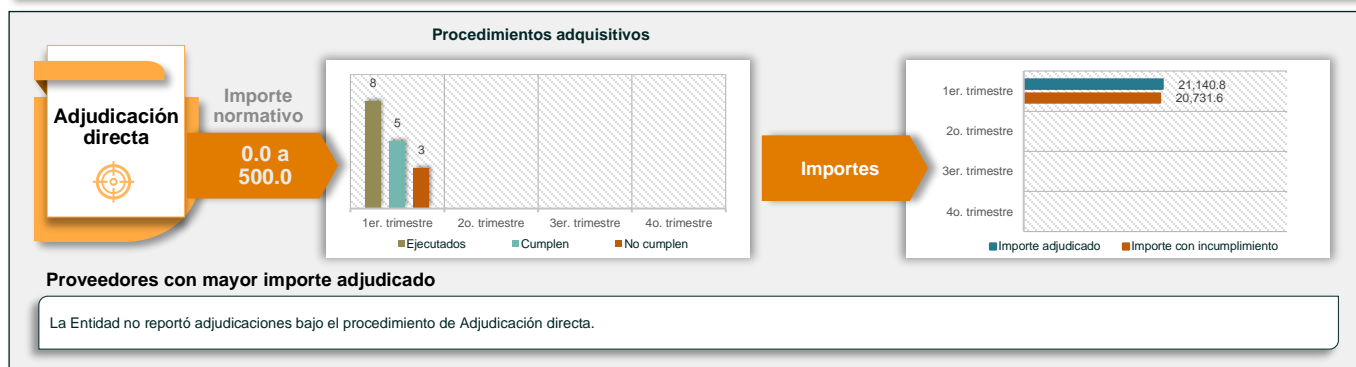 Procedimientos adquisitivos
Adjudicación
directa
Importe
normativo
0.0 a
500.0
8
5
3
1er. trimestre
2o. trimestre
3er. trimestre
4o. trimestre
Ejecutados
Cumplen
No cumplen
Importes
1er. trimestre
21,140.8
20,731.6
2o. trimestre
3er. trimestre
4o. trimestre
Importe adjudicado
Importe con incumplimiento
Proveedores con mayor importe adjudicado
La Entidad no reportó adjudicaciones bajo el procedimiento de Adjudicación directa.